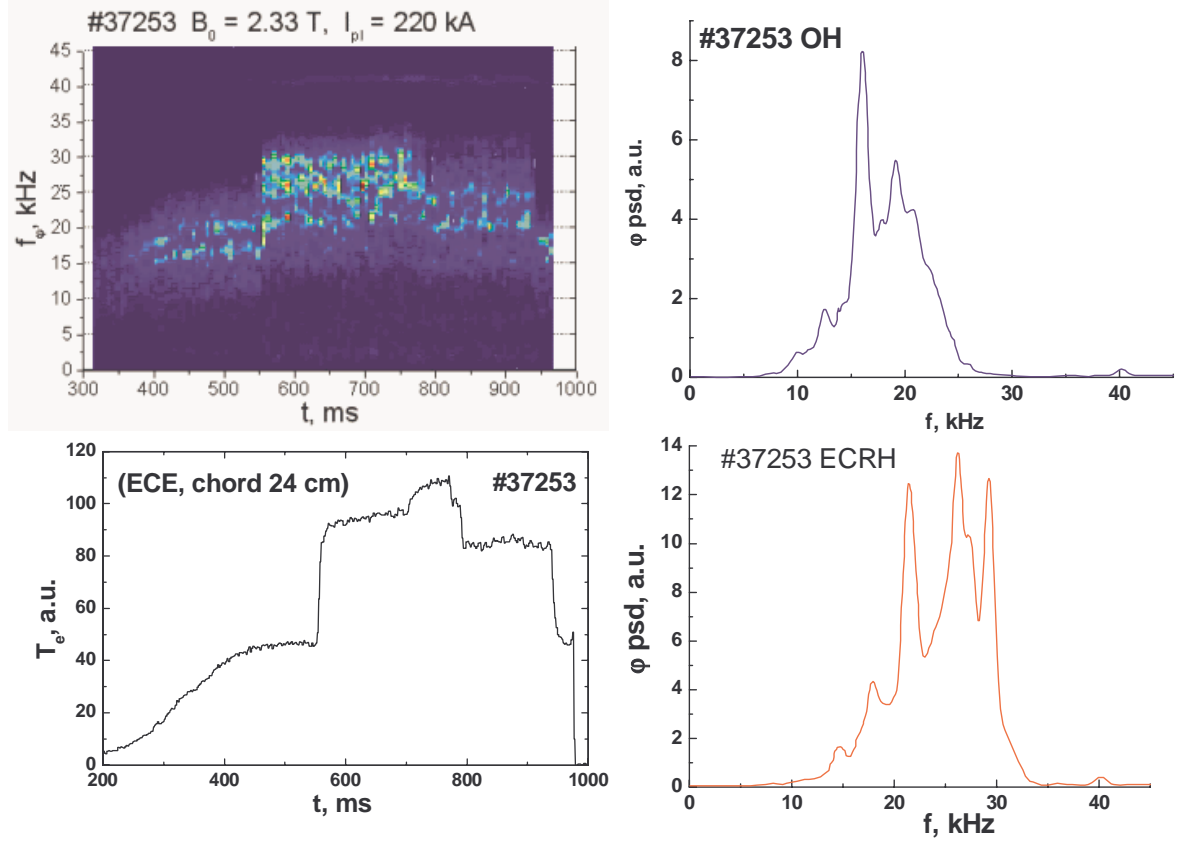 #37253 B₀ = 2.33 T, I_pl = 220 kA
f_φ, kHz
45
40
35
30
25
20
15
10
5
0
300 400 500 600 700 800 900 1000
t, ms
#37253 OH
φ psd, a.u.
8
6
4
2
0
0 10 20 30 40
f, kHz
(ECE, chord 24 cm) #37253
T_e, a.u.
120
100
80
60
40
20
0
200 400 600 800 1000
t, ms
#37253 ECRH
φ psd, a.u.
14
12
10
8
6
4
2
0
0 10 20 30 40
f, kHz